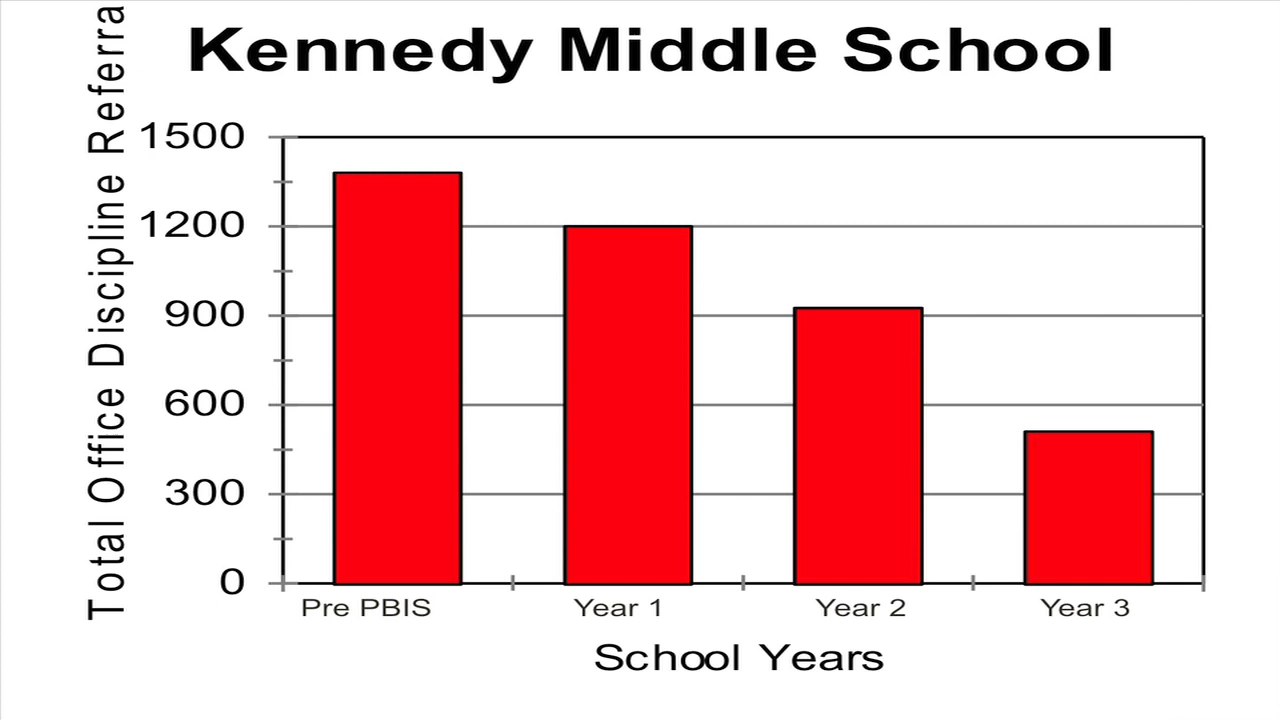 Kennedy Middle School
Total Office Discipline Referra
1500
1200
900
600
300
0
Pre PBIS
Year 1
Year 2
Year 3
School Years